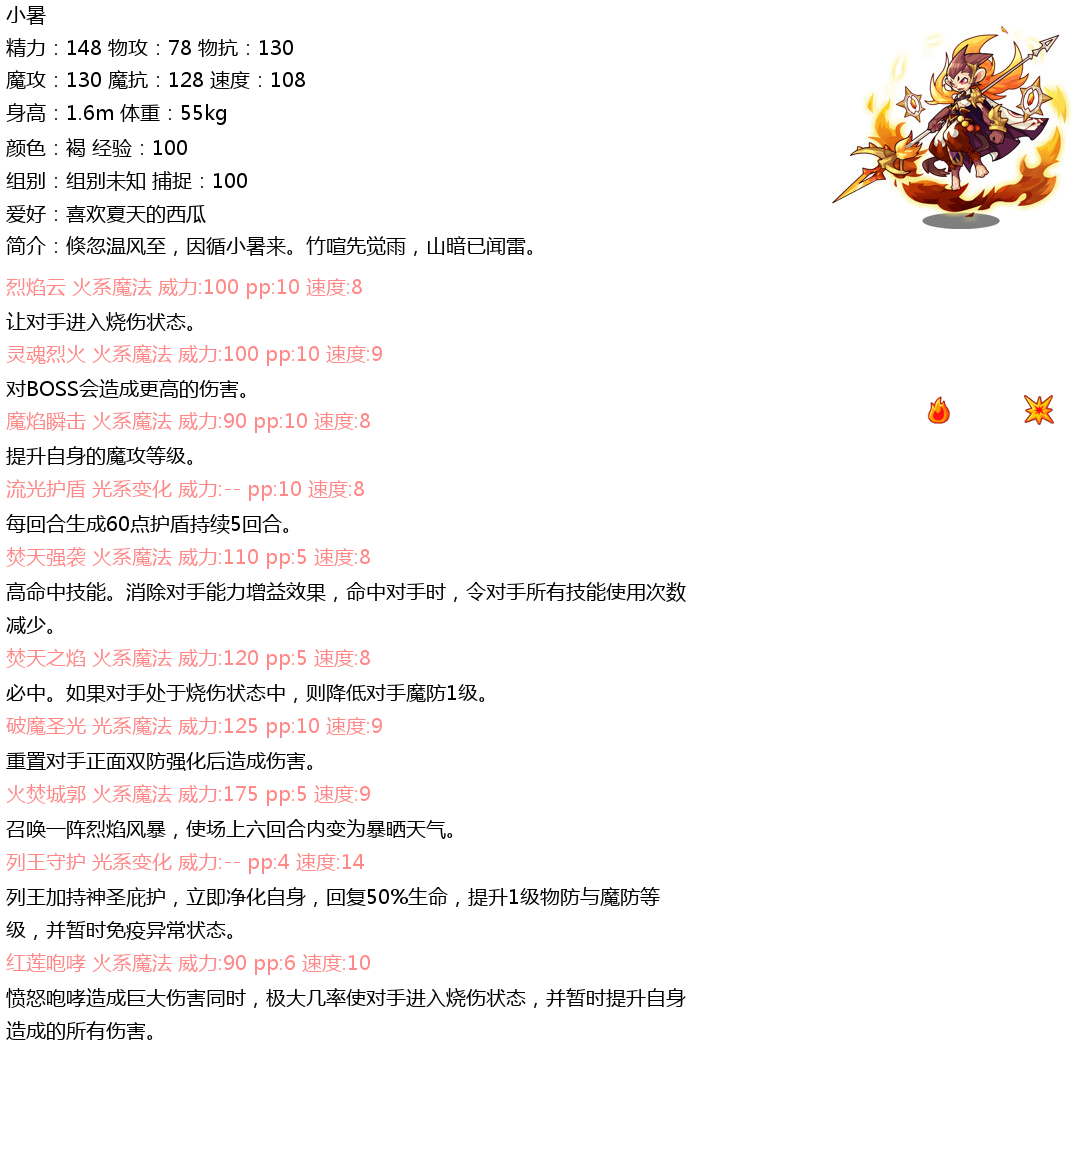 小暑
精力：148 物攻：78 物抗：130
魔攻：130 魔抗：128 速度：108
身高：1.6m 体重：55kg
颜色：褐 经验：100
组别：组别未知 捕捉：100
爱好：喜欢夏天的西瓜
简介：倏忽温风至，因循小暑来。竹喧先觉雨，山暗已闻雷。
烈焰云 火系魔法 威力:100 pp:10 速度:8
让对手进入烧伤状态。
灵魂烈火 火系魔法 威力:100 pp:10 速度:9
对BOSS会造成更高的伤害。
魔焰瞬击 火系魔法 威力:90 pp:10 速度:8
提升自身的魔攻等级。
流光护盾 光系变化 威力:-- pp:10 速度:8
每回合生成60点护盾持续5回合。
焚天强袭 火系魔法 威力:110 pp:5 速度:8
高命中技能。消除对手能力增益效果，命中对手时，令对手所有技能使用次数
减少。
焚天之焰 火系魔法 威力:120 pp:5 速度:8
必中。如果对手处于烧伤状态中，则降低对手魔防1级。
破魔圣光 光系魔法 威力:125 pp:10 速度:9
重置对手正面双防强化后造成伤害。
火焚城郭 火系魔法 威力:175 pp:5 速度:9
召唤一阵烈焰风暴，使场上六回合内变为暴晒天气。
列王守护 光系变化 威力:-- pp:4 速度:14
列王加持神圣庇护，立即净化自身，回复50%生命，提升1级物防与魔防等
级，并暂时免疫异常状态。
红莲咆哮 火系魔法 威力:90 pp:6 速度:10
愤怒咆哮造成巨大伤害同时，极大几率使对手进入烧伤状态，并暂时提升自身
造成的所有伤害。